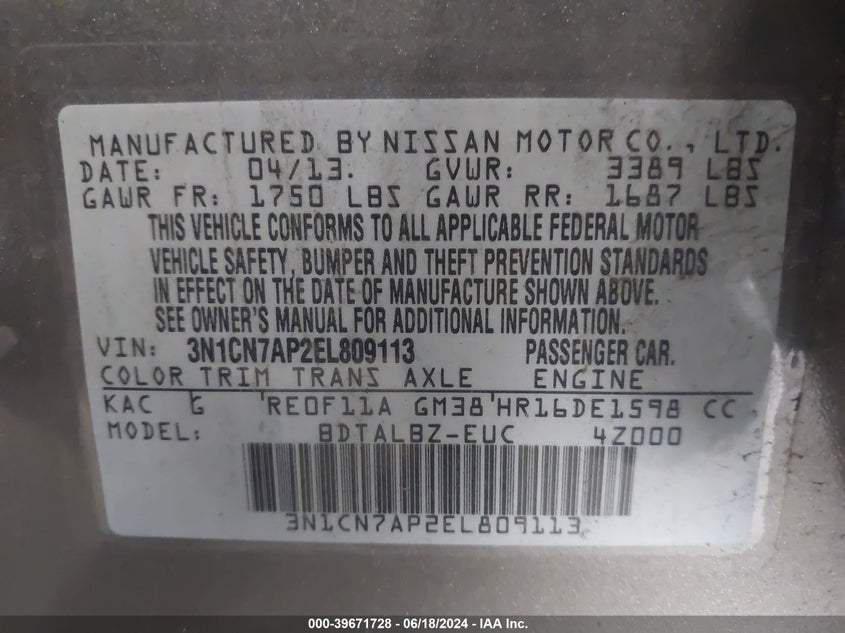 MANUFACTURED BY NISSAN MOTOR CO., LTD.
DATE: 04/13. GVWR: 3389 LBS
GAWR FR: 1750 LBS GAWR RR: 1687 LBS
THIS VEHICLE CONFORMS TO ALL APPLICABLE FEDERAL MOTOR
VEHICLE SAFETY, BUMPER AND THEFT PREVENTION STANDARDS
IN EFFECT ON THE DATE OF MANUFACTURE SHOWN ABOVE.
SEE OWNER'S MANUAL FOR ADDITIONAL INFORMATION.
VIN: 3N1CN7AP2EL809113 PASSENGER CAR.
COLOR TRIM TRANS AXLE ENGINE
KAC G RE0F11A GM38 HR16DE1598 CC
MODEL: BDTALBZ-EUC 4Z000
3N1CN7AP2EL809113
000-39671728 - 06/18/2024 - IAA Inc.